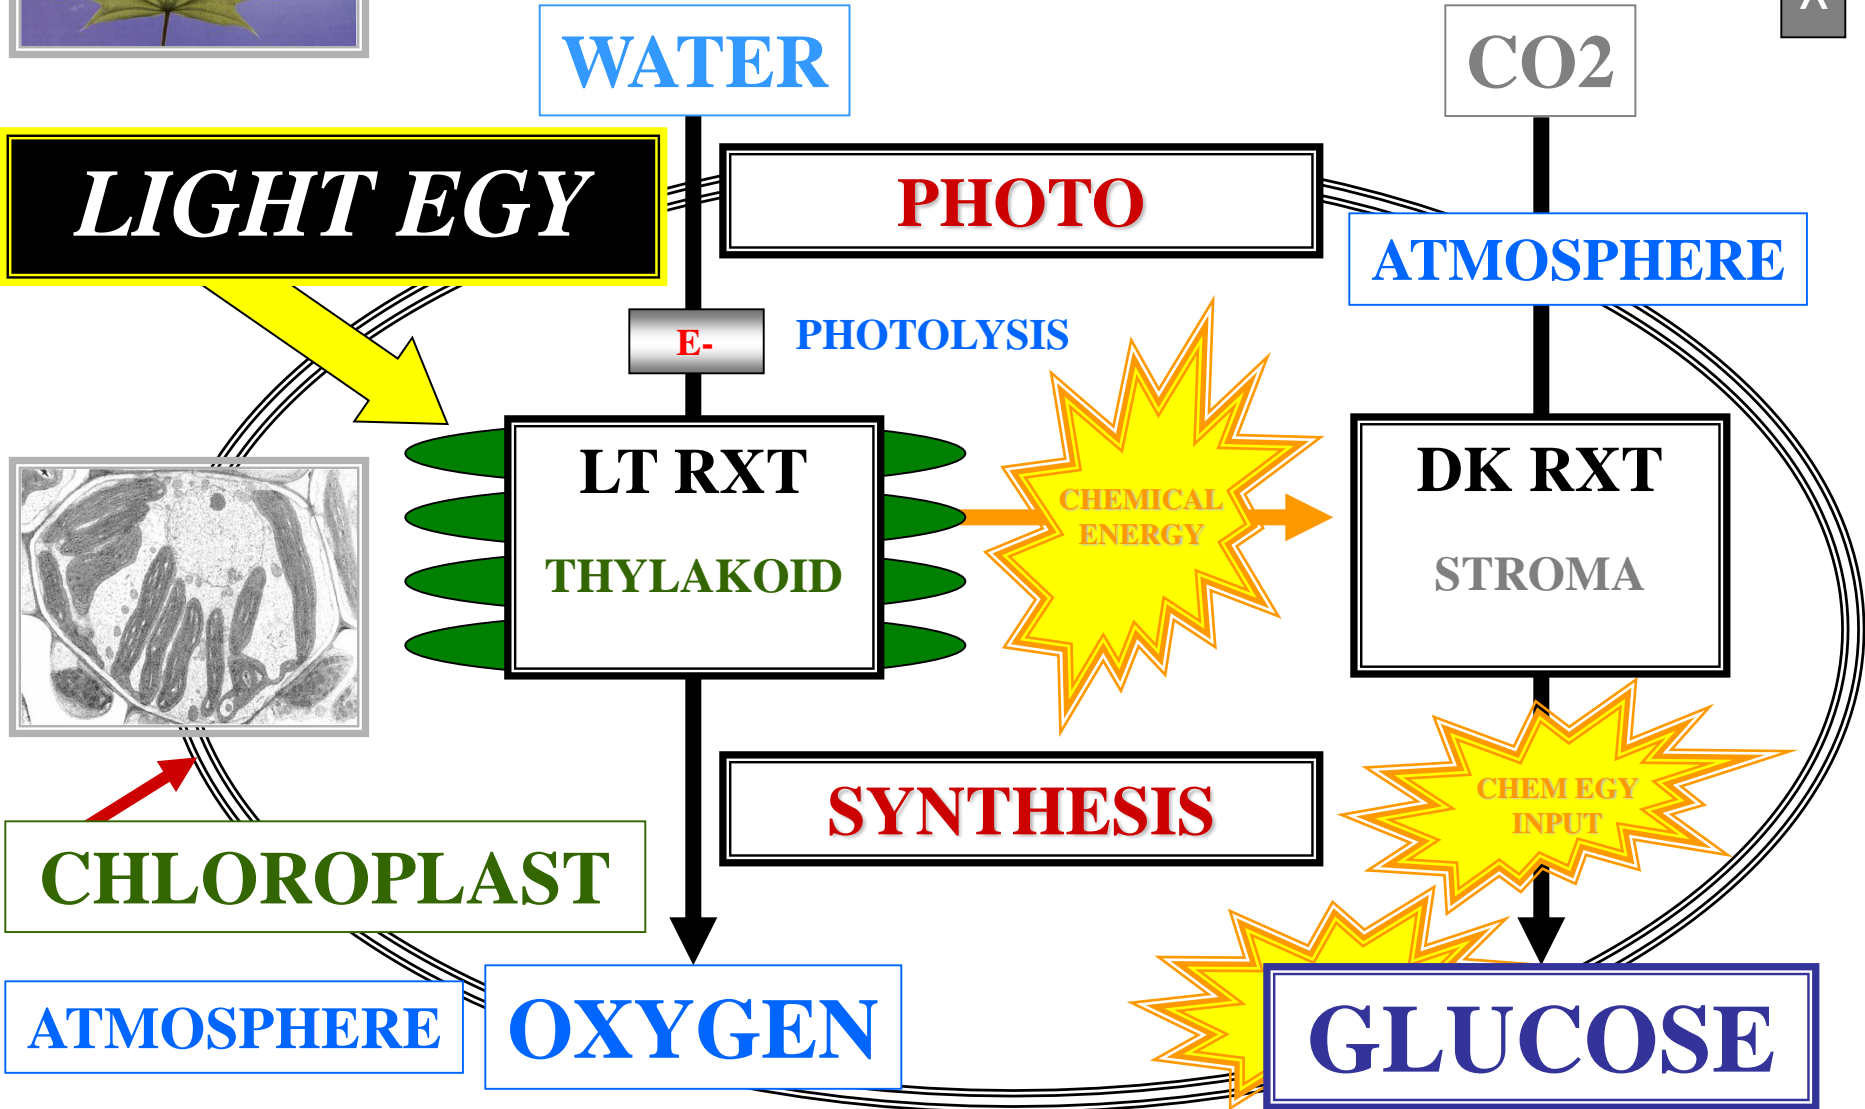 WATER
CO2
LIGHT EGY
PHOTO
ATMOSPHERE
E-
PHOTOLYSIS
LT RXT
THYLAKOID
CHEMICAL
ENERGY
DK RXT
STROMA
SYNTHESIS
CHEM EGY
INPUT
CHLOROPLAST
ATMOSPHERE
OXYGEN
GLUCOSE